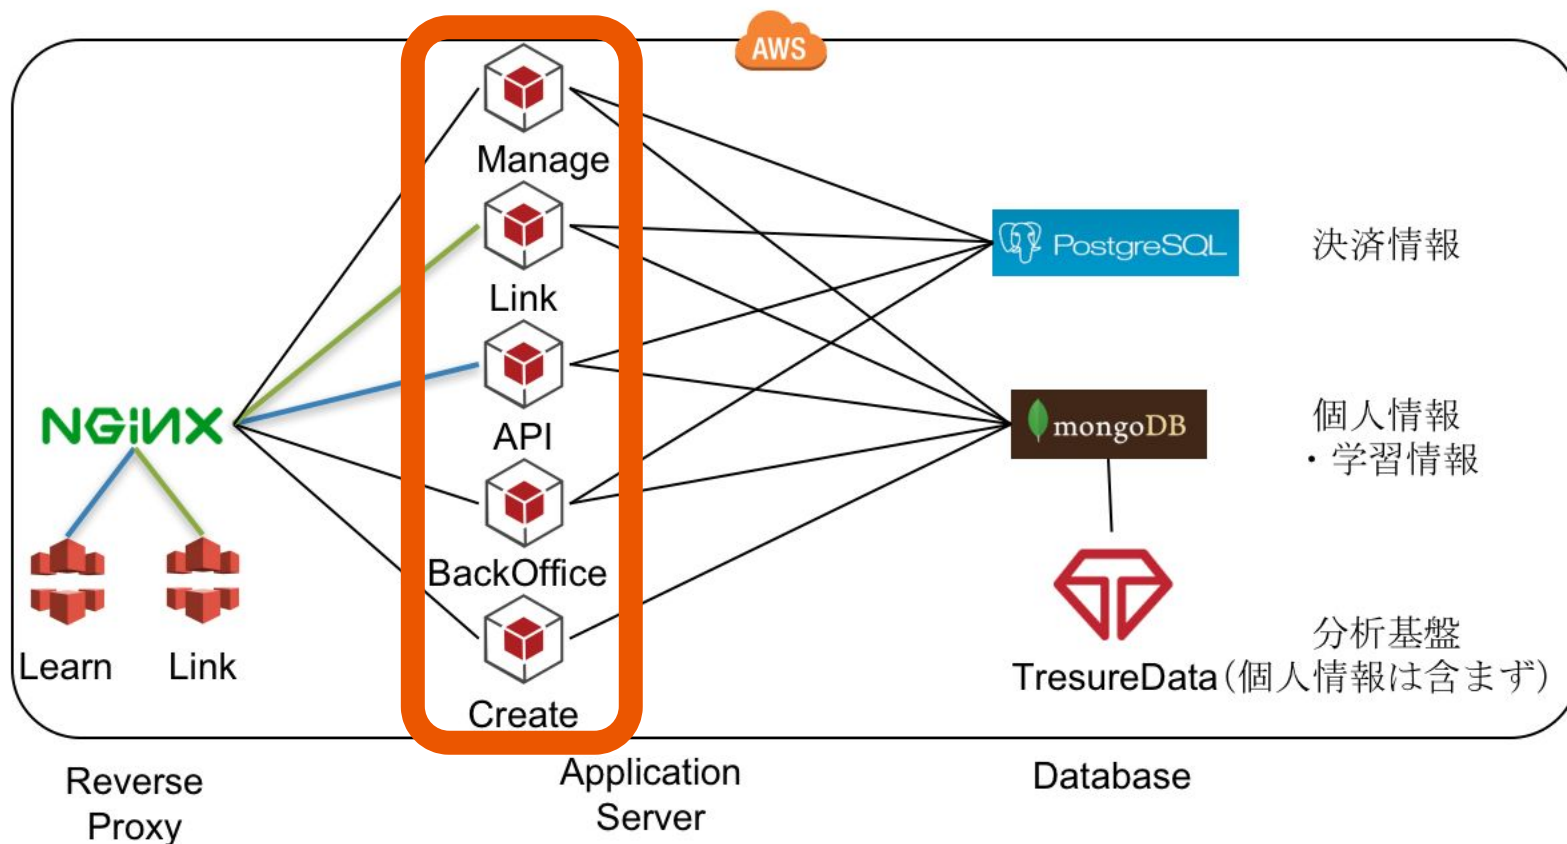 AWS
Manage
Link
API
BackOffice
Create
NGiNX
Learn
Link
PostgreSQL
決済情報
mongoDB
個人情報
・学習情報
分析基盤
TresureData(個人情報は含まず)
Reverse
Proxy
Application
Server
Database